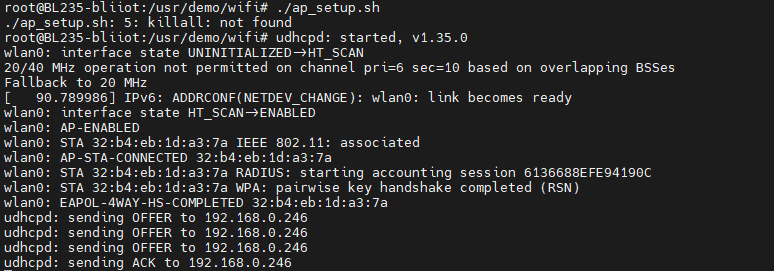 root@BL235-bliiot:/usr/demo/wifi# ./ap_setup.sh
./ap_setup.sh: 5: killall: not found
root@BL235-bliiot:/usr/demo/wifi# udhcpd: started, v1.35.0
wlan0: interface state UNINITIALIZED->HT_SCAN
20/40 MHz operation not permitted on channel pri=6 sec=10 based on overlapping BSSes
Fallback to 20 MHz
[   90.789986] IPv6: ADDRCONF(NETDEV_CHANGE): wlan0: link becomes ready
wlan0: interface state HT_SCAN->ENABLED
wlan0: AP-ENABLED
wlan0: STA 32:b4:eb:1d:a3:7a IEEE 802.11: associated
wlan0: AP-STA-CONNECTED 32:b4:eb:1d:a3:7a
wlan0: STA 32:b4:eb:1d:a3:7a RADIUS: starting accounting session 6136688EFE94190C
wlan0: STA 32:b4:eb:1d:a3:7a WPA: pairwise key handshake completed (RSN)
wlan0: EAPOL-4WAY-HS-COMPLETED 32:b4:eb:1d:a3:7a
udhcpd: sending OFFER to 192.168.0.246
udhcpd: sending OFFER to 192.168.0.246
udhcpd: sending OFFER to 192.168.0.246
udhcpd: sending ACK to 192.168.0.246